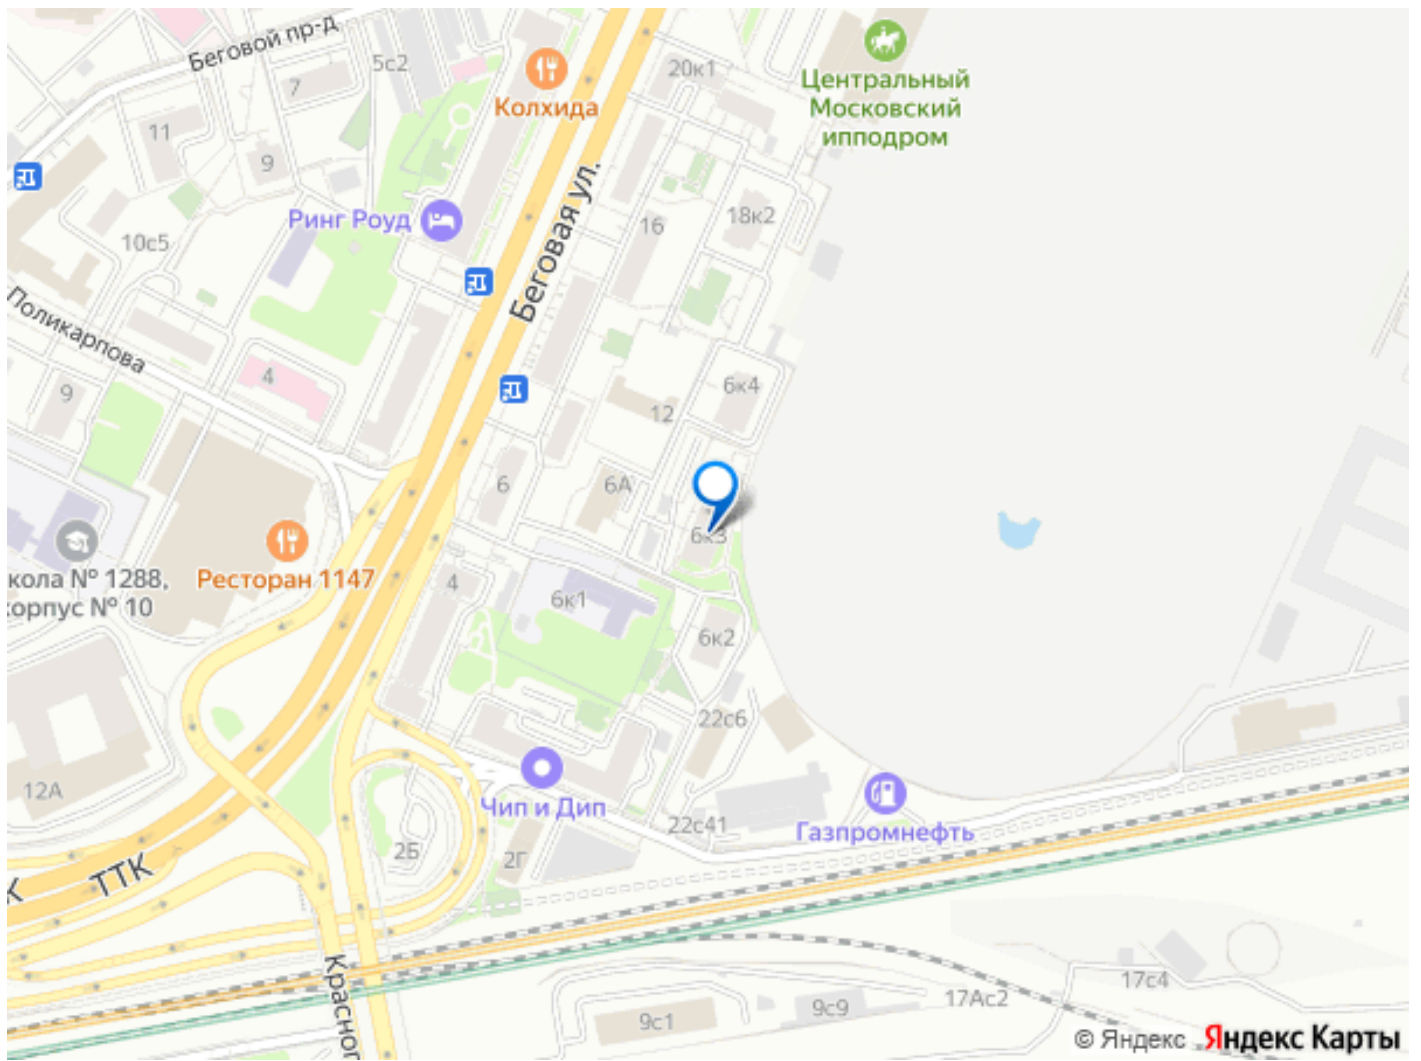 Беговой пр-д
5с2
7
Колхида
20к1
Центральный
Московский
ипподром
11
9
Ринг Роуд
10с5
Беговая ул.
16
18к2
Поликарпова
4
9
6к4
12
6
6А
6к3
кола № 1288,
корпус № 10
Ресторан 1147
4
6к1
6к2
22с6
12А
Чип и Дип
22с41
Газпромнефть
2Б
2Г
К
ТТК
Красног
17с4
17Ас2
9с9
9с1
© Яндекс Яндекс Карты